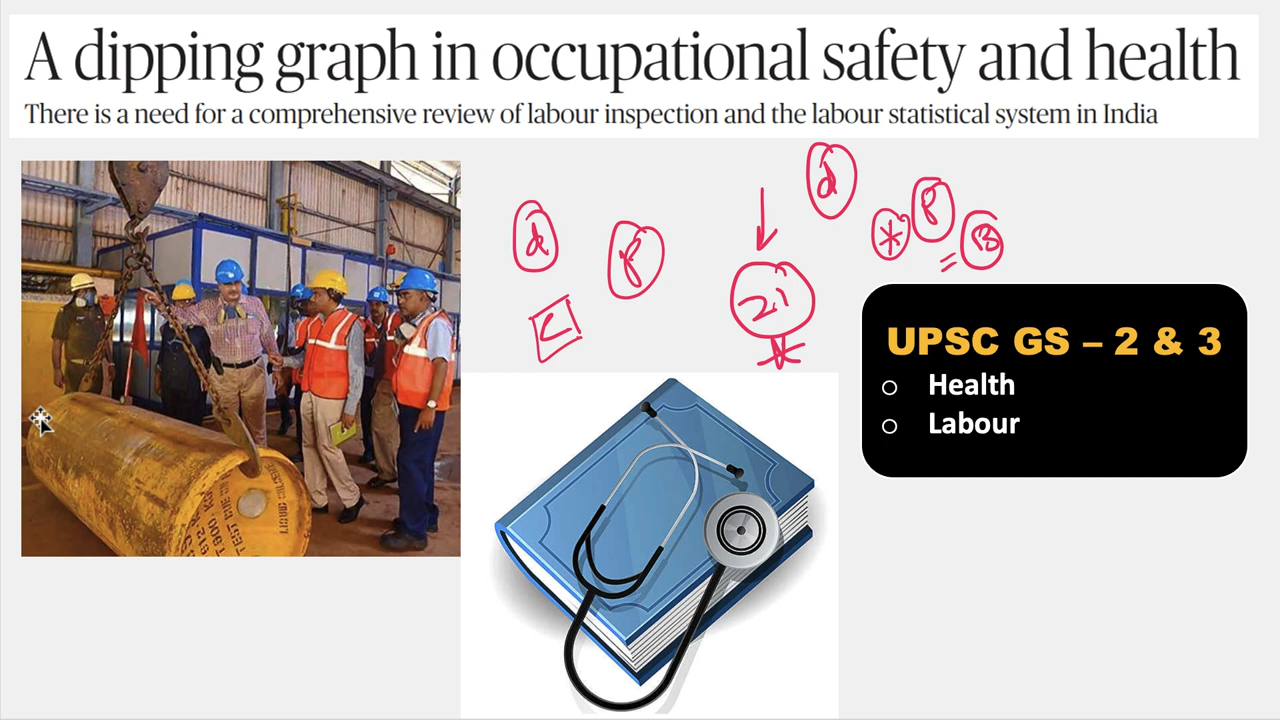 A dipping graph in occupational safety and health
There is a need for a comprehensive review of labour inspection and the labour statistical system in India
21
UPSC GS – 2 & 3
Health
Labour